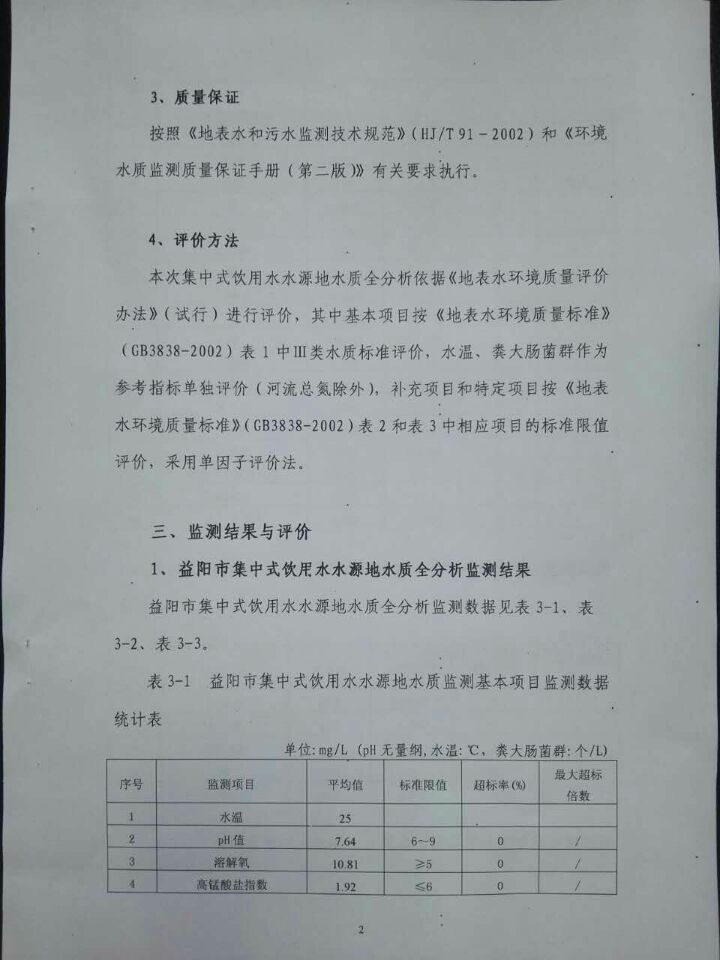 3、质量保证
按照《地表水和污水监测技术规范》(HJ/T 91－2002)和《环境
水质监测质量保证手册(第二版)》有关要求执行。
4、评价方法
本次集中式饮用水水源地水质全分析依据《地表水环境质量评价
办法》(试行)进行评价，其中基本项目按《地表水环境质量标准》
(GB3838-2002)表 1 中Ⅲ类水质标准评价，水温、粪大肠菌群作为
参考指标单独评价(河流总氮除外)，补充项目和特定项目按《地表
水环境质量标准》(GB3838-2002)表 2 和表 3 中相应项目的标准限值
评价，采用单因子评价法。
三、监测结果与评价
1、益阳市集中式饮用水水源地水质全分析监测结果
益阳市集中式饮用水水源地水质全分析监测数据见表 3-1、表
3-2、表 3-3。
表 3-1 益阳市集中式饮用水水源地水质监测基本项目监测数据
统计表
单位:mg/L (pH 无量纲,水温:℃, 粪大肠菌群:个/L)
序号 监测项目 平均值 标准限值 超标率(%) 最大超标
倍数
1 水温 25
2 pH 值 7.64 6～9 0 /
3 溶解氧 10.81 ≥5 0 /
4 高锰酸盐指数 1.92 ≤6 0 /
2